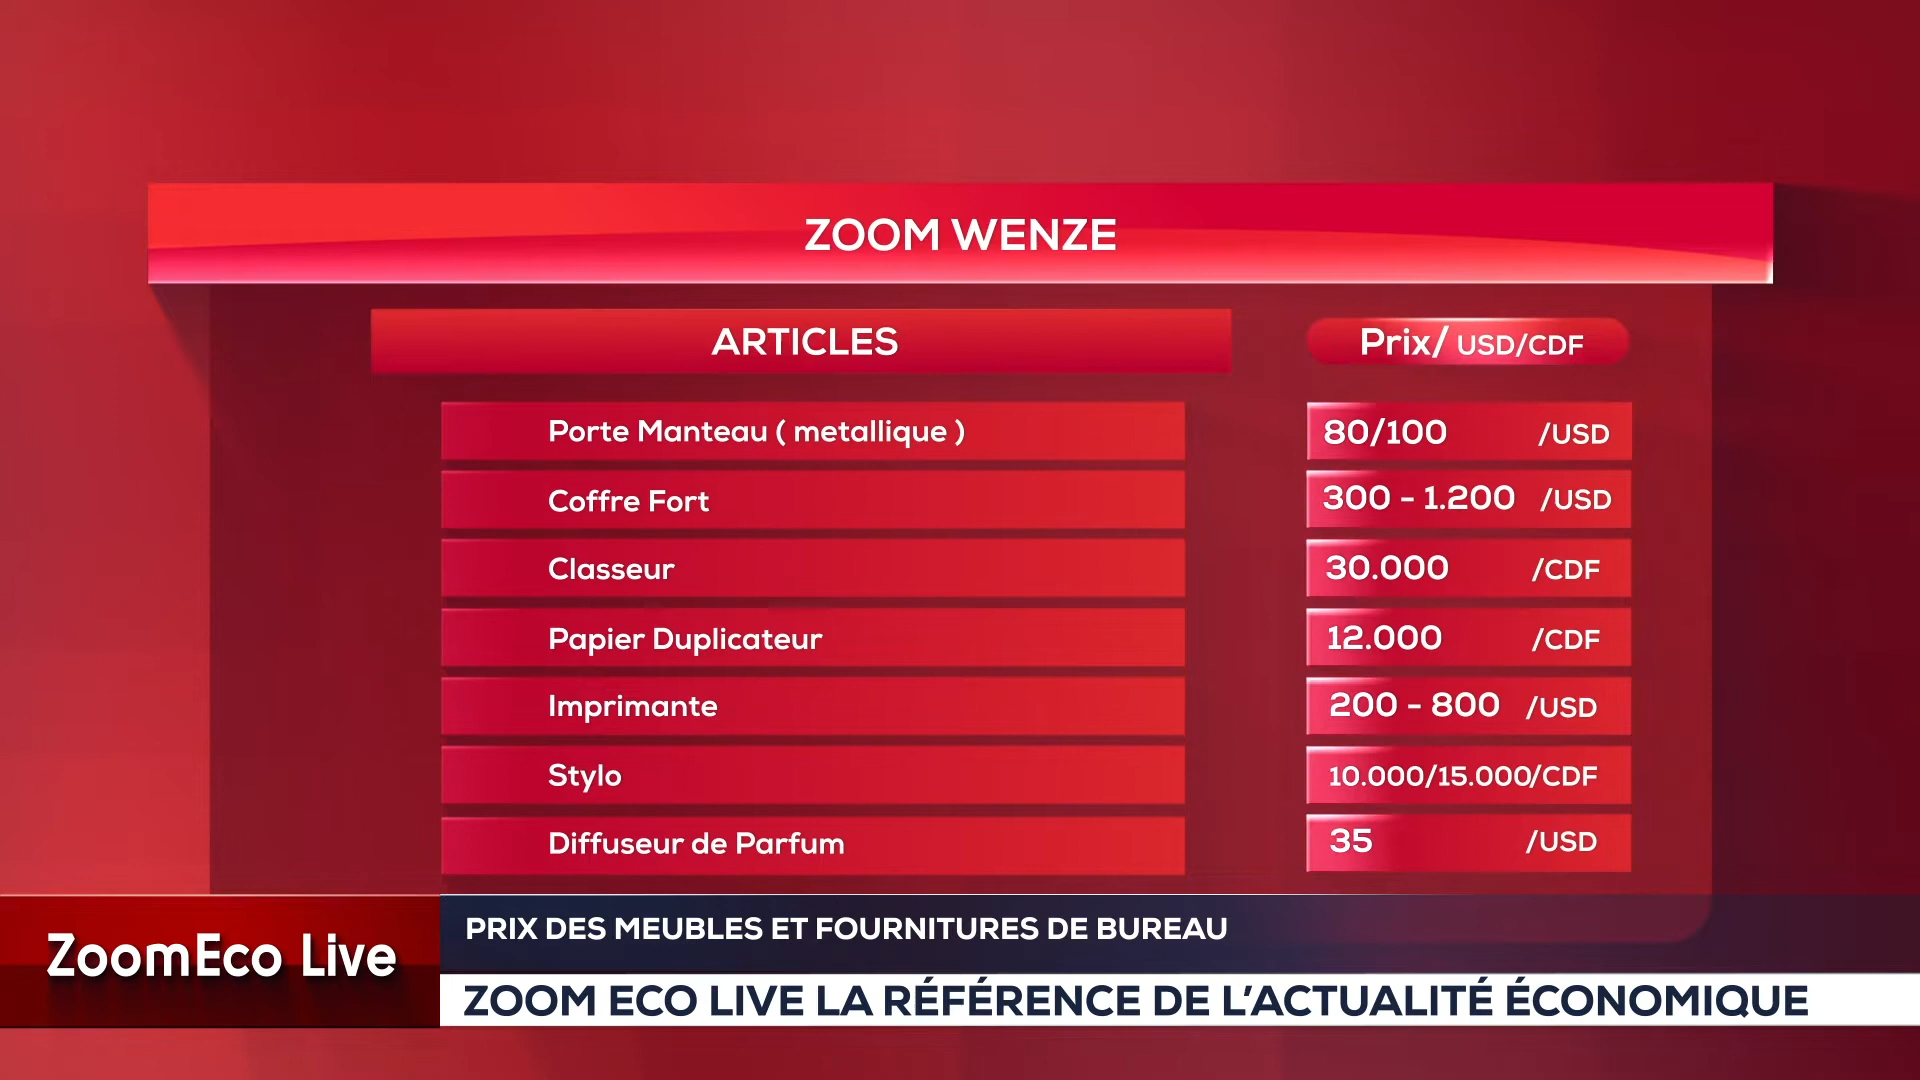 ZOOM WENZE
ARTICLES Prix/ USD/CDF
Porte Manteau ( metallique ) 80/100 /USD
Coffre Fort 300 - 1.200 /USD
Classeur 30.000 /CDF
Papier Duplicateur 12.000 /CDF
Imprimante 200 - 800 /USD
Stylo 10.000/15.000/CDF
Diffuseur de Parfum 35 /USD
PRIX DES MEUBLES ET FOURNITURES DE BUREAU
ZoomEco Live
ZOOM ECO LIVE LA RÉFÉRENCE DE L’ACTUALITÉ ÉCONOMIQUE